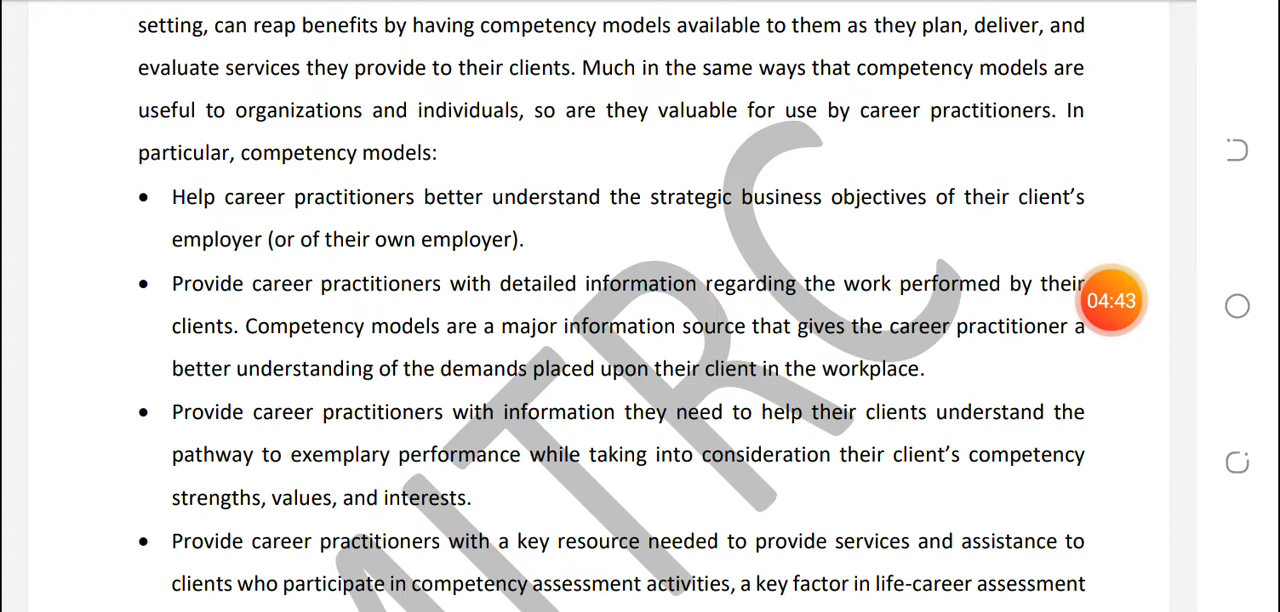 setting, can reap benefits by having competency models available to them as they plan, deliver, and
evaluate services they provide to their clients. Much in the same ways that competency models are
useful to organizations and individuals, so are they valuable for use by career practitioners. In
particular, competency models:
• Help career practitioners better understand the strategic business objectives of their client's
employer (or of their own employer).
• Provide career practitioners with detailed information regarding the work performed by their
clients. Competency models are a major information source that gives the career practitioner a
better understanding of the demands placed upon their client in the workplace.
• Provide career practitioners with information they need to help their clients understand the
pathway to exemplary performance while taking into consideration their client's competency
strengths, values, and interests.
• Provide career practitioners with a key resource needed to provide services and assistance to
clients who participate in competency assessment activities, a key factor in life-career assessment
04:43
MTRC